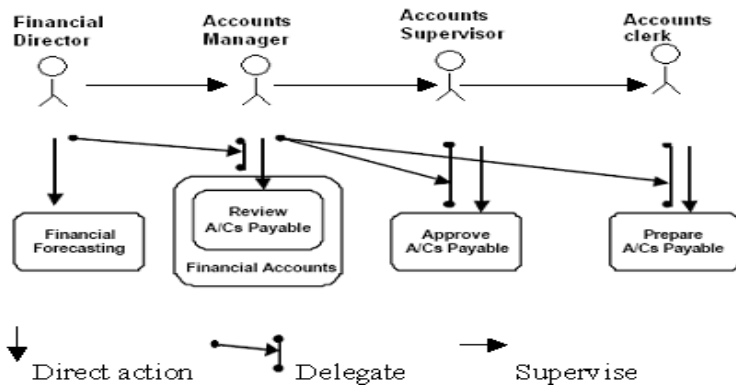 Financial
Director
Accounts
Manager
Accounts
Supervisor
Accounts
clerk
Financial
Forecasting
Review
A/Cs Payable
Financial Accounts
Approve
A/Cs Payable
Prepare
A/Cs Payable
Direct action
Delegate
Supervise